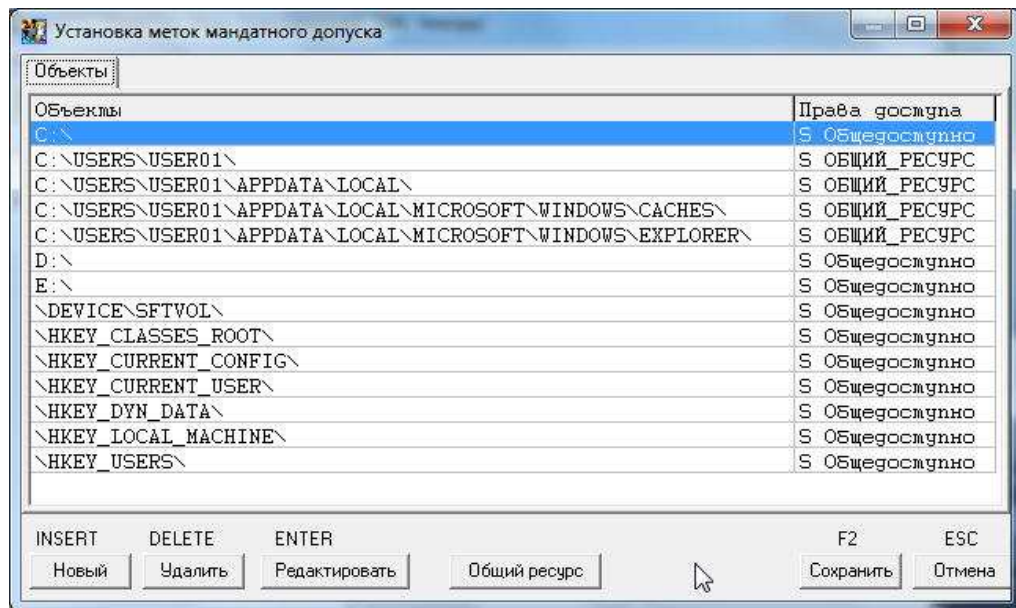 Установка меток мандатного допуска
Объекты
Объекты Права доступа
C:\ S Общедоступно
C:\USERS\USER01\ S ОБЩИЙ_РЕСУРС
C:\USERS\USER01\APPDATA\LOCAL\ S ОБЩИЙ_РЕСУРС
C:\USERS\USER01\APPDATA\LOCAL\MICROSOFT\WINDOWS\CACHES\ S ОБЩИЙ_РЕСУРС
C:\USERS\USER01\APPDATA\LOCAL\MICROSOFT\WINDOWS\EXPLORER\ S ОБЩИЙ_РЕСУРС
D:\ S Общедоступно
E:\ S Общедоступно
\DEVICE\SFTVOL\ S Общедоступно
\HKEY_CLASSES_ROOT\ S Общедоступно
\HKEY_CURRENT_CONFIG\ S Общедоступно
\HKEY_CURRENT_USER\ S Общедоступно
\HKEY_DYN_DATA\ S Общедоступно
\HKEY_LOCAL_MACHINE\ S Общедоступно
\HKEY_USERS\ S Общедоступно
INSERT DELETE ENTER F2 ESC
Новый Удалить Редактировать Общий ресурс Сохранить Отмена